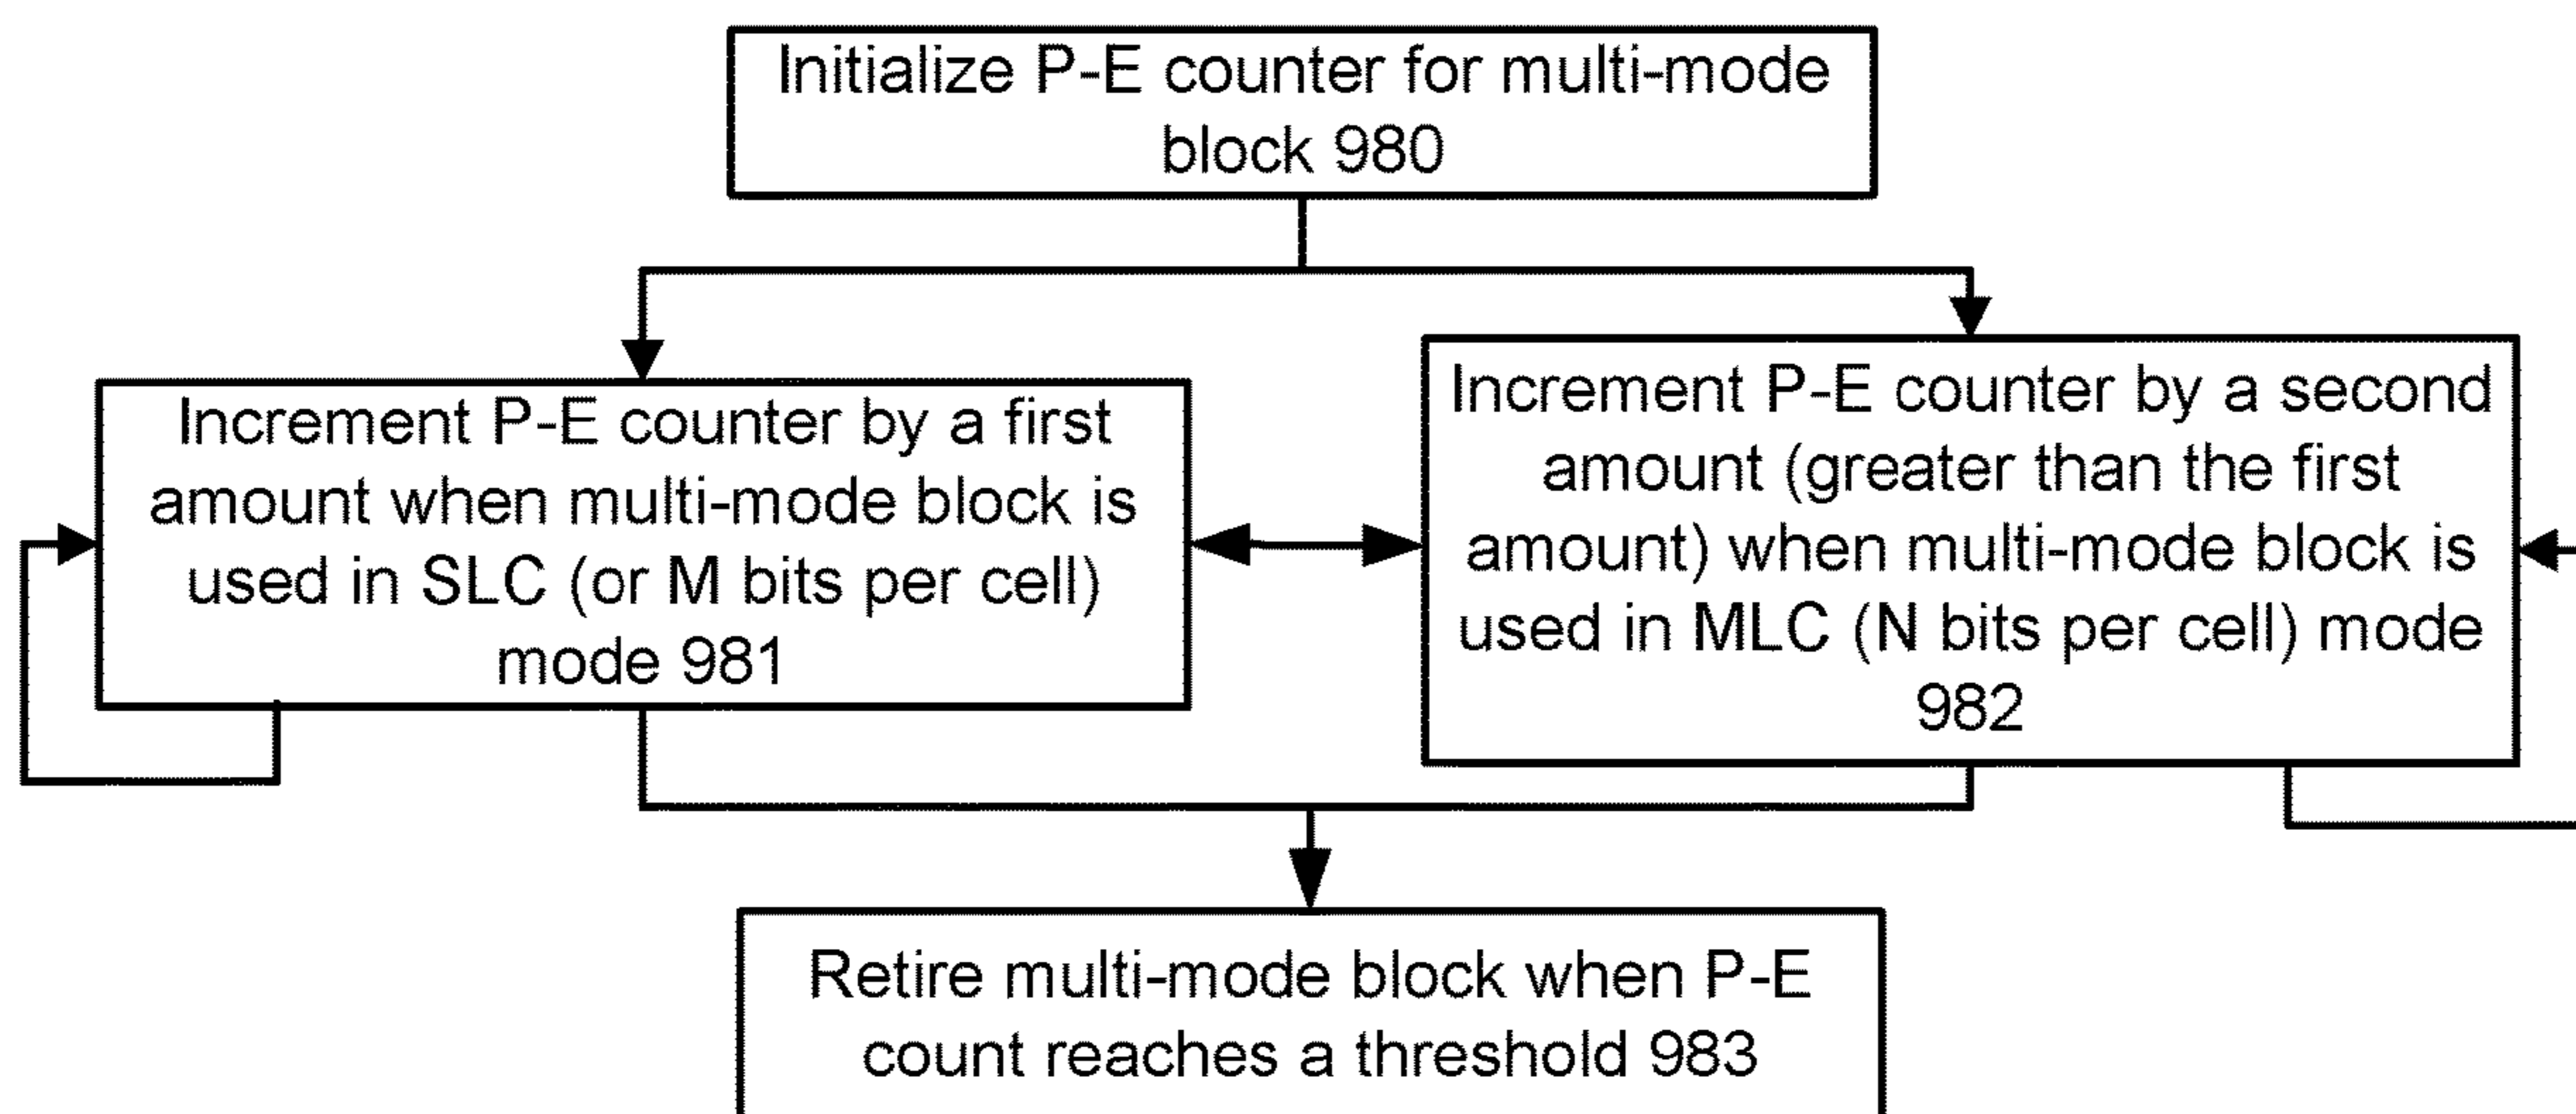 Initialize P-E counter for multi-mode
block 980
Increment P-E counter by a first
amount when multi-mode block is
used in SLC (or M bits per cell)
mode 981
Increment P-E counter by a second
amount (greater than the first
amount) when multi-mode block is
used in MLC (N bits per cell) mode
982
Retire multi-mode block when P-E
count reaches a threshold 983